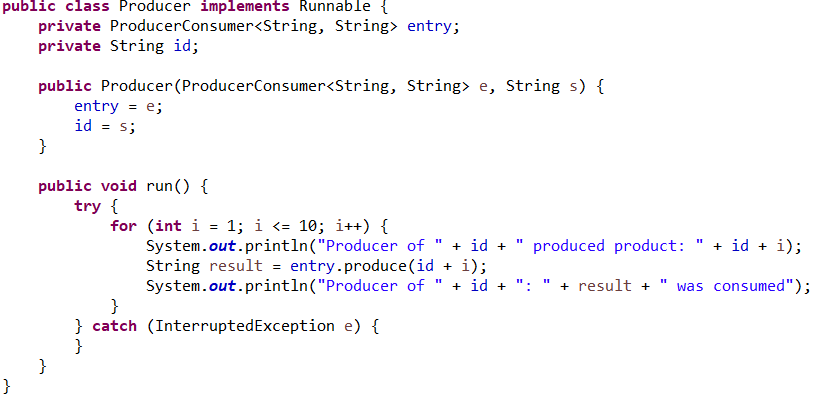 public class Producer implements Runnable {
    private ProducerConsumer<String, String> entry;
    private String id;

    public Producer(ProducerConsumer<String, String> e, String s) {
        entry = e;
        id = s;
    }

    public void run() {
        try {
            for (int i = 1; i <= 10; i++) {
                System.out.println("Producer of " + id + " produced product: " + id + i);
                String result = entry.produce(id + i);
                System.out.println("Producer of " + id + ": " + result + " was consumed");
            }
        } catch (InterruptedException e) {
        }
    }
}